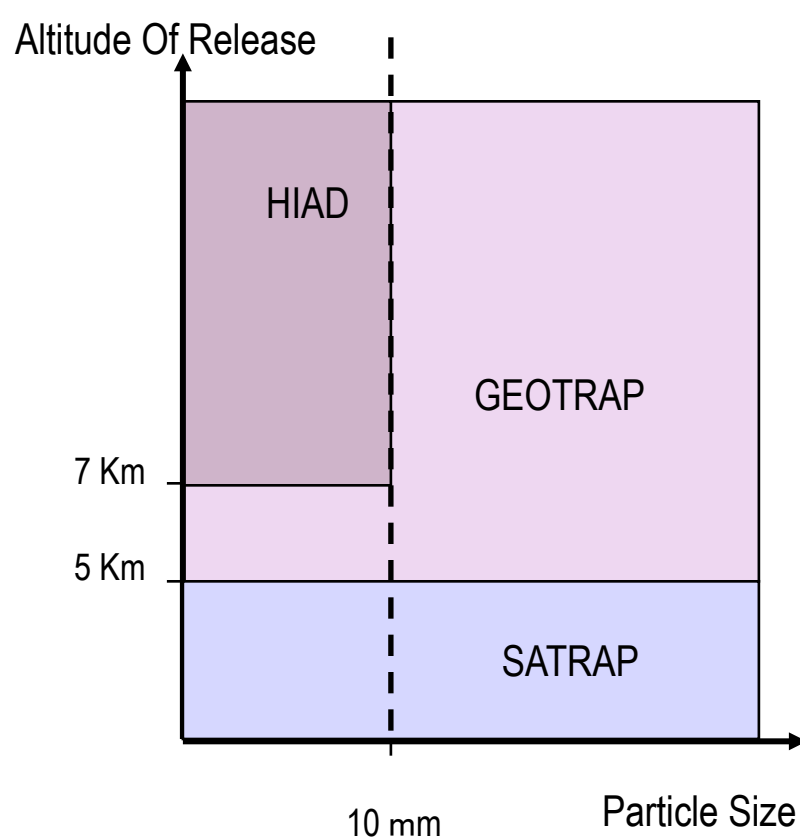 Altitude Of Release
HIAD
GEOTRAP
7 Km
5 Km
SATRAP
10 mm
Particle Size